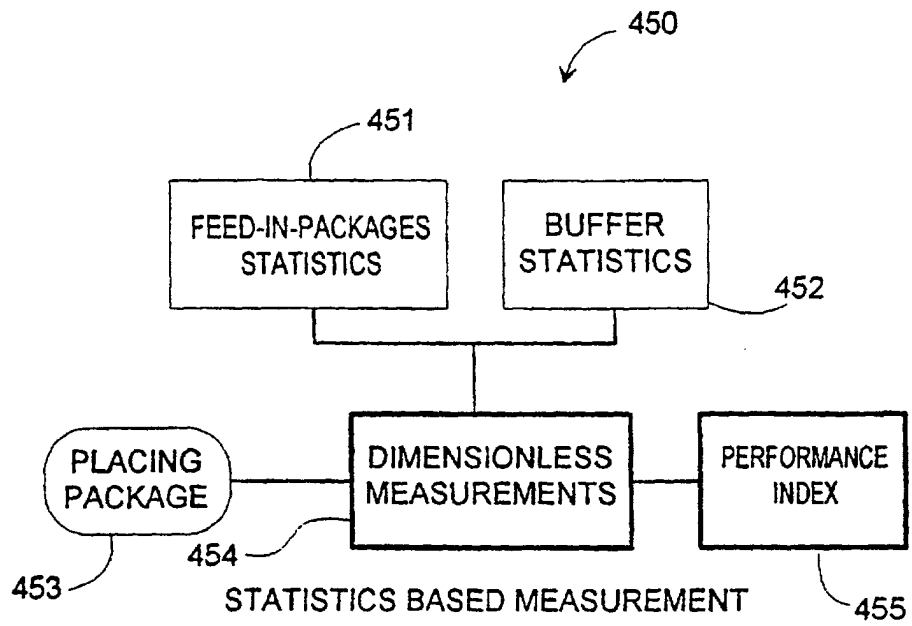 450
451
FEED-IN-PACKAGES
STATISTICS
BUFFER
STATISTICS
452
PLACING
PACKAGE
DIMENSIONLESS
MEASUREMENTS
PERFORMANCE
INDEX
453
454
455
STATISTICS BASED MEASUREMENT